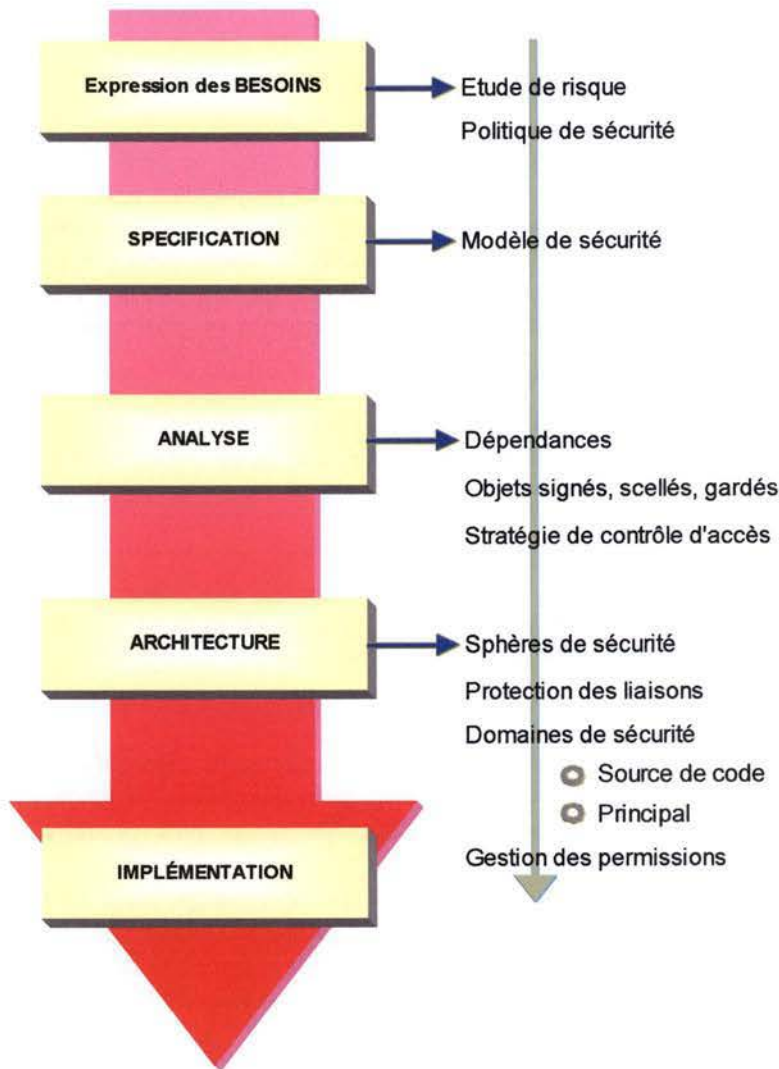 Expression des BESOINS
Etude de risque
Politique de sécurité
SPECIFICATION
Modèle de sécurité
ANALYSE
Dépendances
Objets signés, scellés, gardés
Stratégie de contrôle d'accès
ARCHITECTURE
Sphères de sécurité
Protection des liaisons
Domaines de sécurité
Source de code
Principal
IMPLÉMENTATION
Gestion des permissions